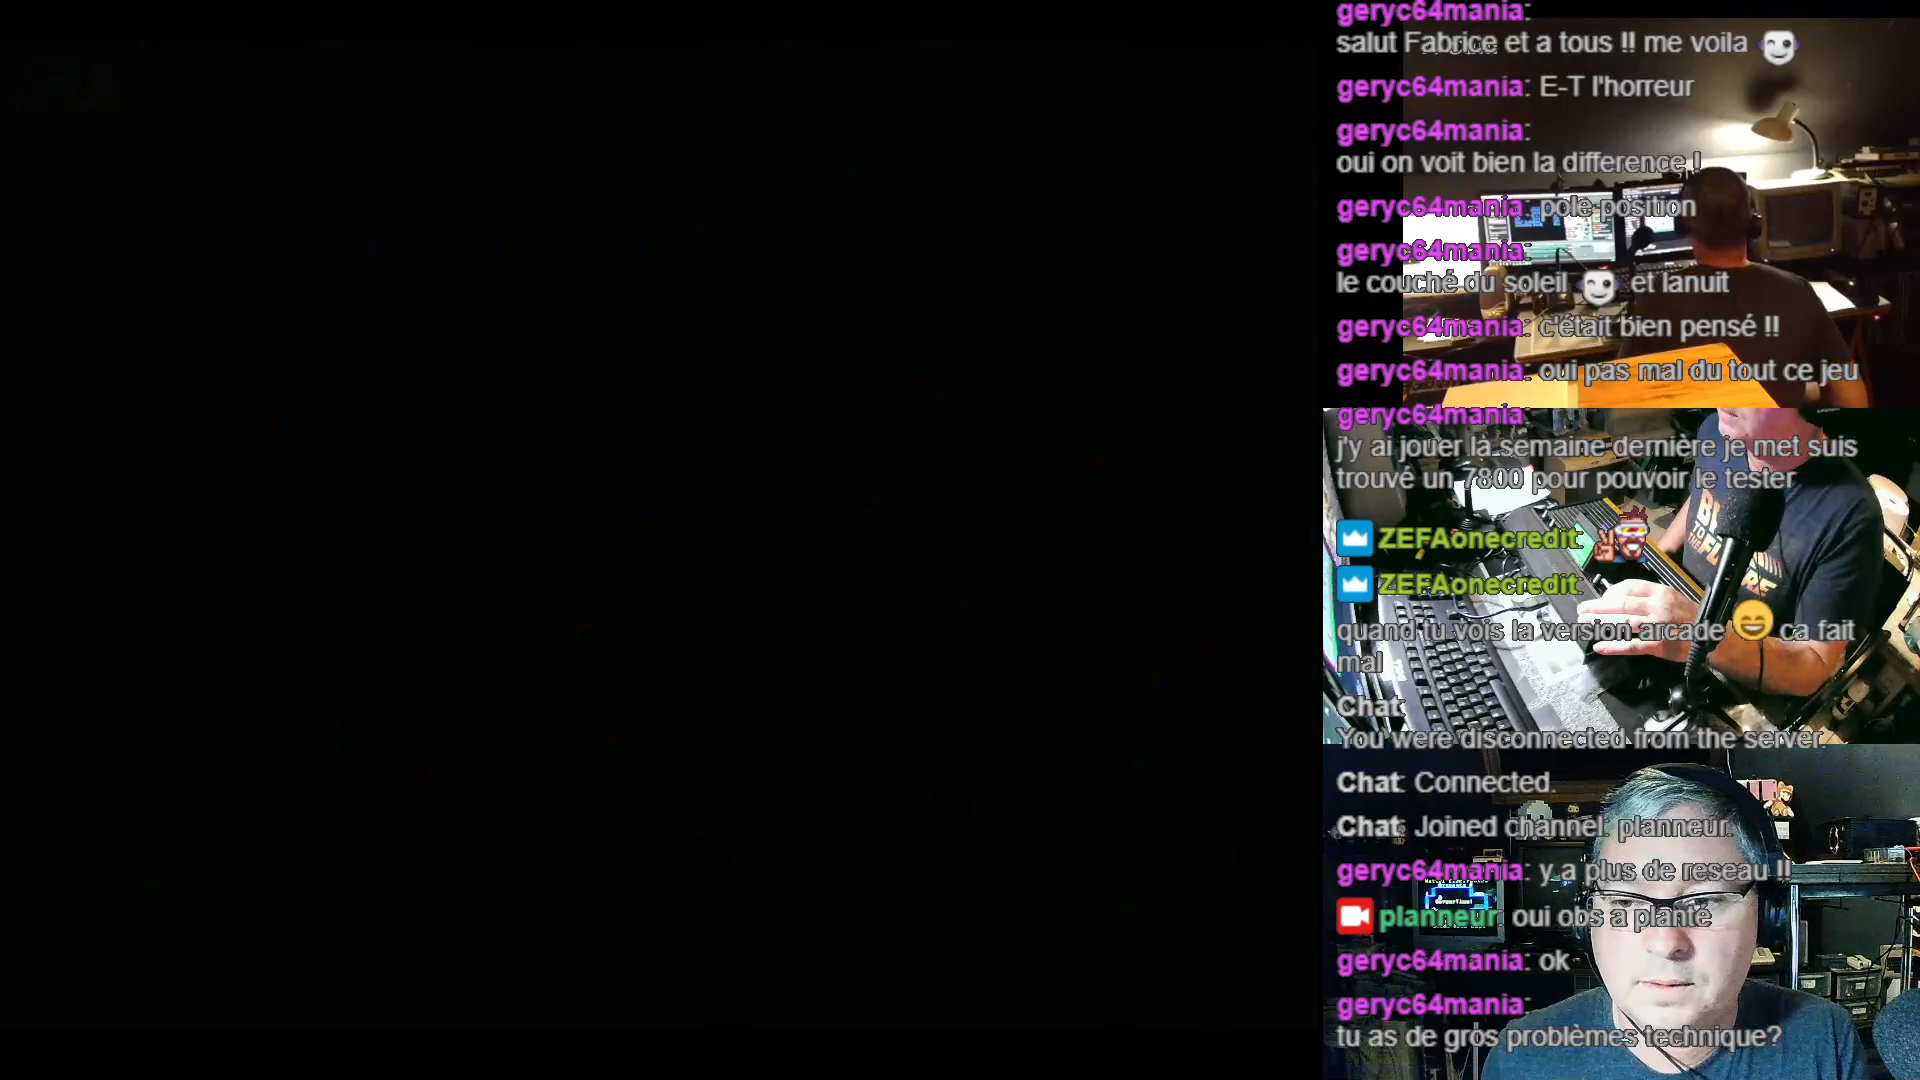 geryc64mania:
salut Fabrice et a tous !! me voila
geryc64mania: E-T l'horreur
geryc64mania:
oui on voit bien la difference !
geryc64mania: pole position
geryc64mania:
le couché du soleil et lanuit
geryc64mania: c'était bien pensé !!
geryc64mania: oui pas mal du tout ce jeu
geryc64mania:
j'y ai jouer la semaine dernière je met suis
trouvé un 7800 pour pouvoir le tester
ZEFAonecredit:
ZEFAonecredit:
quand tu vois la version arcade ca fait
mal
Chat:
You were disconnected from the server.
Chat: Connected.
Chat: Joined channel: planneur.
geryc64mania: y a plus de reseau !!
planneur: oui obs a planté
geryc64mania: ok
geryc64mania:
tu as de gros problèmes technique?